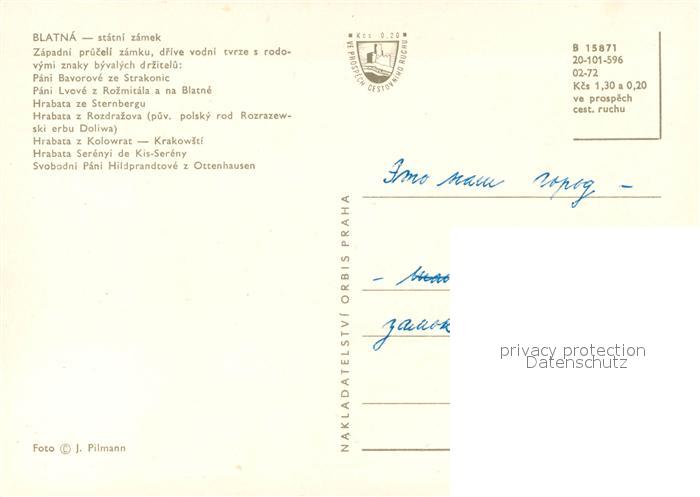 BLATNÁ — státní zámek
Západní průčelí zámku, dříve vodní tvrze s rodo-
vými znaky bývalých držitelů:
Páni Bavorové ze Strakonic
Páni Lvové z Rožmitála a na Blatné
Hrabata ze Sternbergu
Hrabata z Rozdražova (pův. polský rod Rozrazew-
ski erbu Doliwa)
Hrabata z Kolowrat — Krakowští
Hrabata Serényi de Kis-Serény
Svobodní Páni Hildprandtové z Ottenhausen
Foto © J. Pilmann
NAKLADATELSTVÍ ORBIS PRAHA
Kčs 0,20
VE PROSPĚCH CESTOVNÍHO RUCHU
B 15871
20-101-596
02-72
Kčs 1,30 a 0,20
ve prospěch
cest. ruchu
Это наш город -
-
замок
privacy protection
Datenschutz